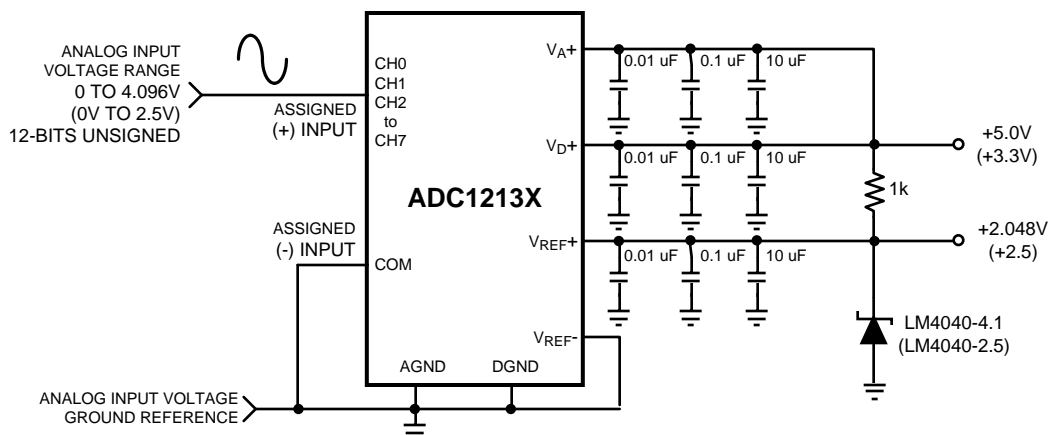 ANALOG INPUT
VOLTAGE RANGE
0 TO 4.096V
(0V TO 2.5V)
12-BITS UNSIGNED
ASSIGNED
(+) INPUT
CH0
CH1
CH2
to
CH7
ADC1213X
ASSIGNED
(-) INPUT
COM
AGND
DGND
ANALOG INPUT VOLTAGE
GROUND REFERENCE
VA+
0.01 uF
0.1 uF
10 uF
VD+
0.01 uF
0.1 uF
10 uF
+5.0V
(+3.3V)
1k
VREF+
0.01 uF
0.1 uF
10 uF
+2.048V
(+2.5)
LM4040-4.1
(LM4040-2.5)
VREF-